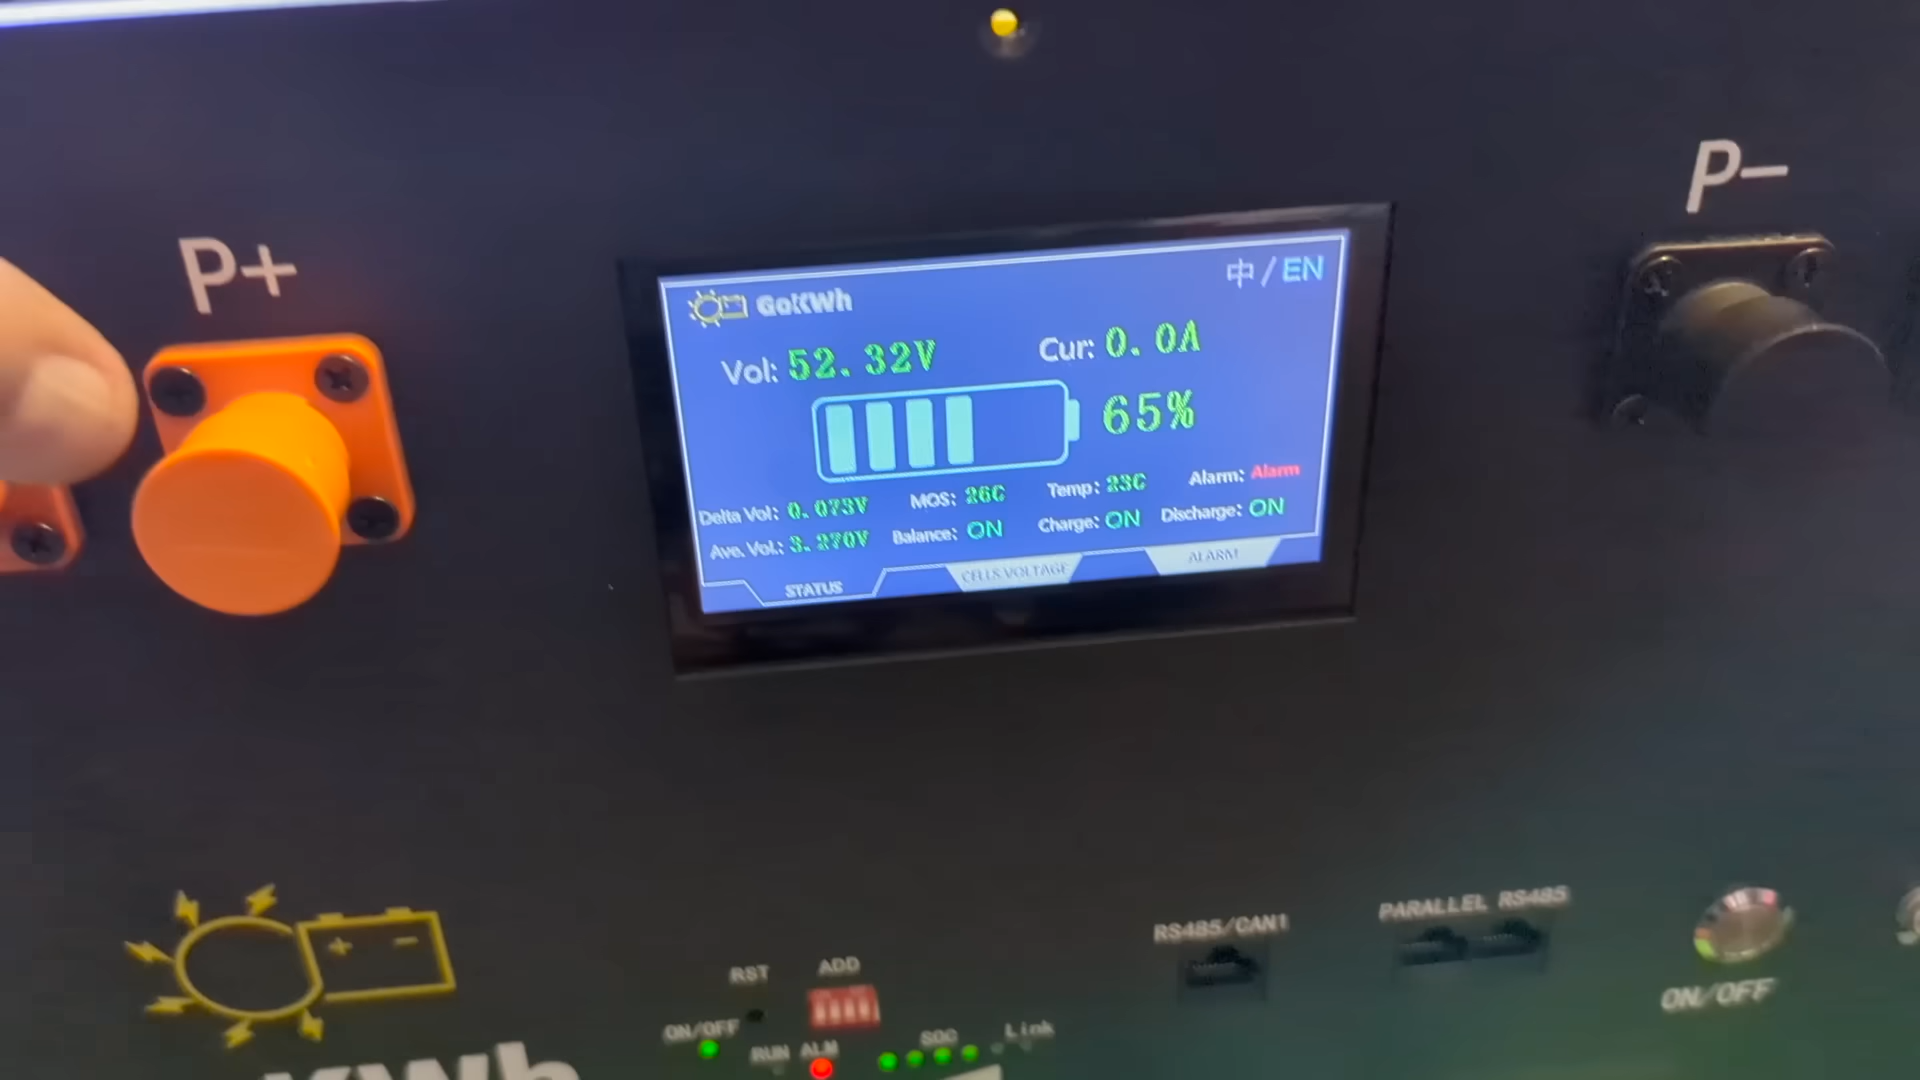 P+
P-
GoKWh
中/EN
Vol: 52.32V
Cur: 0.0A
65%
Delta Vol: 0.073V
MOS: 26C
Temp: 23C
Alarm: Alarm
Ave. Vol.: 3.270V
Balance: ON
Charge: ON
Discharge: ON
STATUS
CELLS VOLTAGE
ALARM
+ -
RS485/CAN1
PARALLEL RS485
ON/OFF
RST
ADD
ON/OFF
RUN
ALM
SOC
Link
KWh